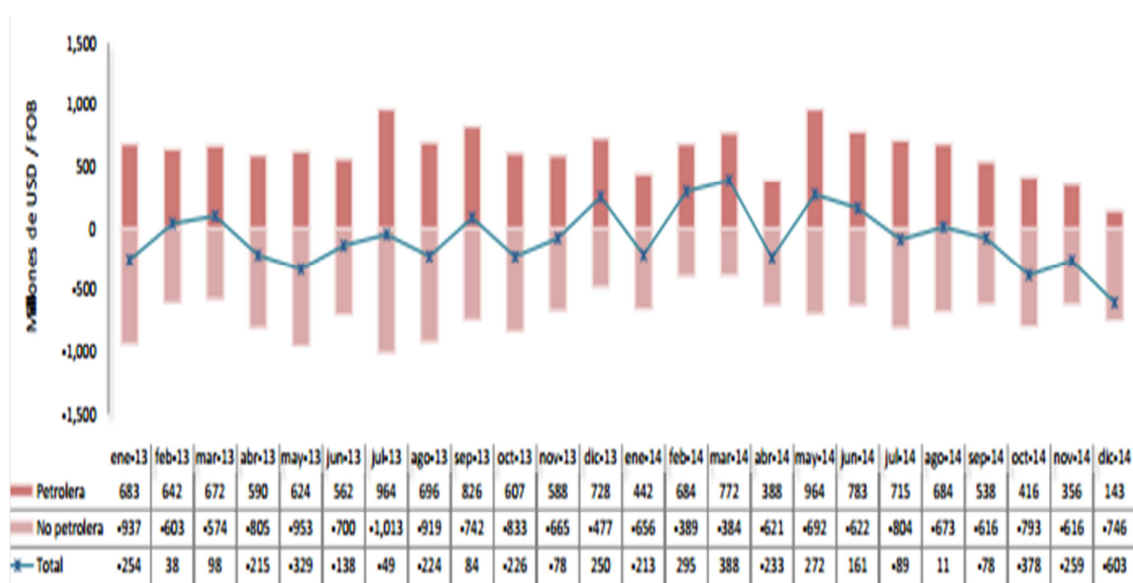 1,500
1,000
500
0
•500
•1,000
•1,500
Millones de USD / FOB
ene•13 feb•13 mar•13 abr•13 may•13 jun•13 jul•13 ago•13 sep•13 oct•13 nov•13 dic•13 ene•14 feb•14 mar•14 abr•14 may•14 jun•14 jul•14 ago•14 sep•14 oct•14 nov•14 dic•14
Petrolera 683 642 672 590 624 562 964 696 826 607 588 728 442 684 772 388 964 783 715 684 538 416 356 143
No petrolera •937 •603 •574 •805 •953 •700 •1,013 •919 •742 •833 •665 •477 •656 •389 •384 •621 •692 •622 •804 •673 •616 •793 •616 •746
Total •254 38 98 •215 •329 •138 •49 •224 84 •226 •78 250 •213 295 388 •233 272 161 •89 11 •78 •378 •259 •603